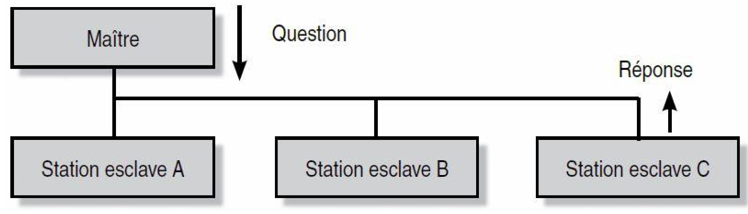 Maître
Question
Réponse
Station esclave A
Station esclave B
Station esclave C